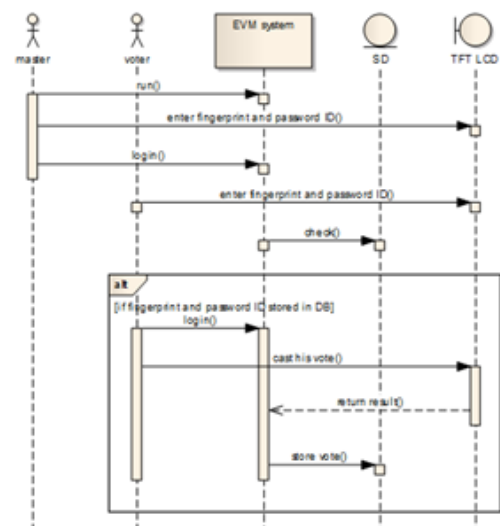 EVM system
master
voter
SD
TFT LCD
run()
enter fingerprint and password ID()
login()
enter fingerprint and password ID()
check()
alt
[if fingerprint and password ID stored in DB]
login()
cast his vote()
return result()
store vote()